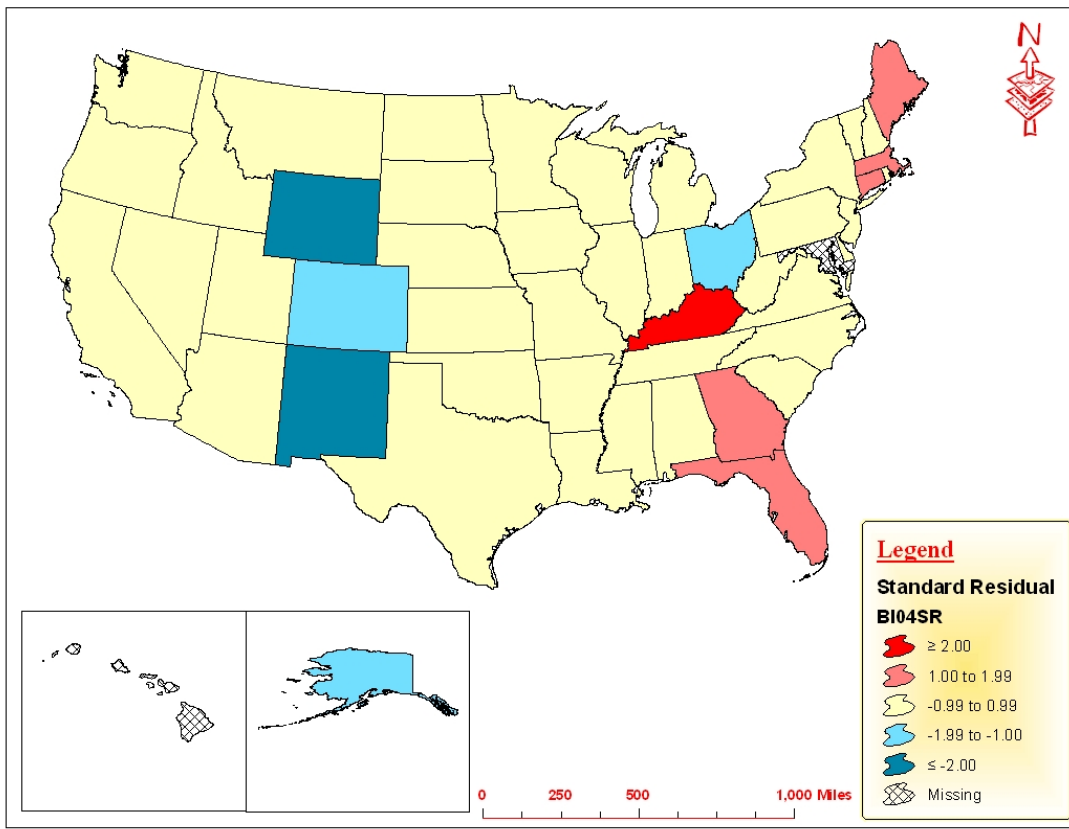 N
Legend
Standard Residual
BI04SR
≥ 2.00
1.00 to 1.99
-0.99 to 0.99
-1.99 to -1.00
≤ -2.00
Missing
0 250 500 1,000 Miles